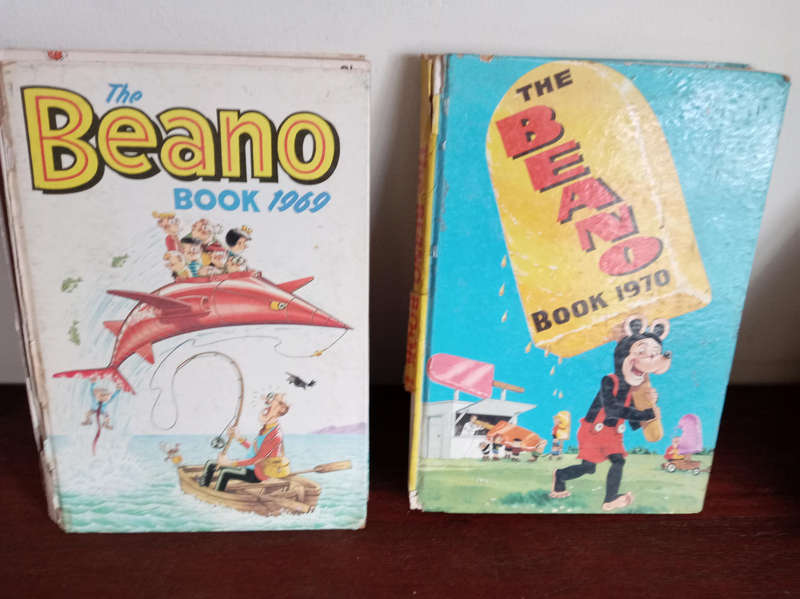 The
Beano
BOOK 1969
THE
BEANO
BOOK 1970